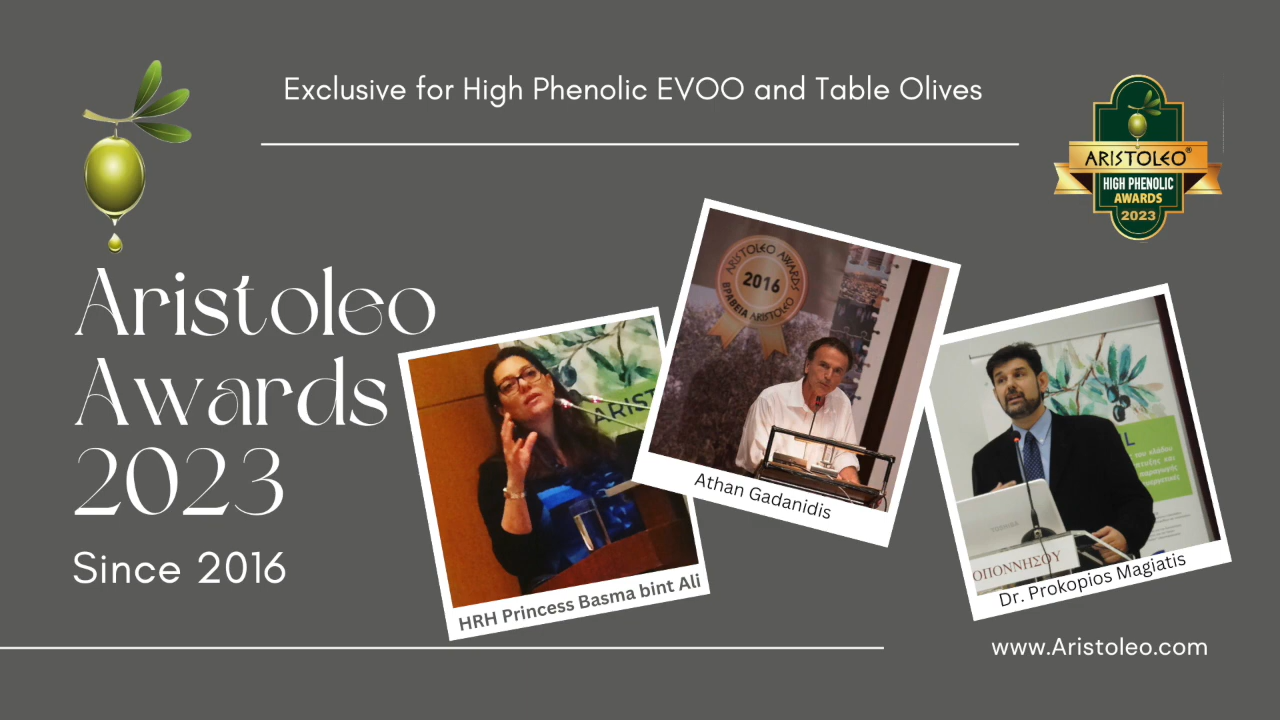 Exclusive for High Phenolic EVOO and Table Olives
ARISTOLEO®
HIGH PHENOLIC
AWARDS
2023
Aristoleo
Awards
2023
Since 2016
ARIST
HRH Princess Basma bint Ali
ARISTOLEO AWARDS
2016
ΒΡΑΒΕΙΑ ARISTOLEO
Athan Gadanidis
ΟΠΟΝΝΗΣΟΥ
Dr. Prokopios Magiatis
www.Aristoleo.com